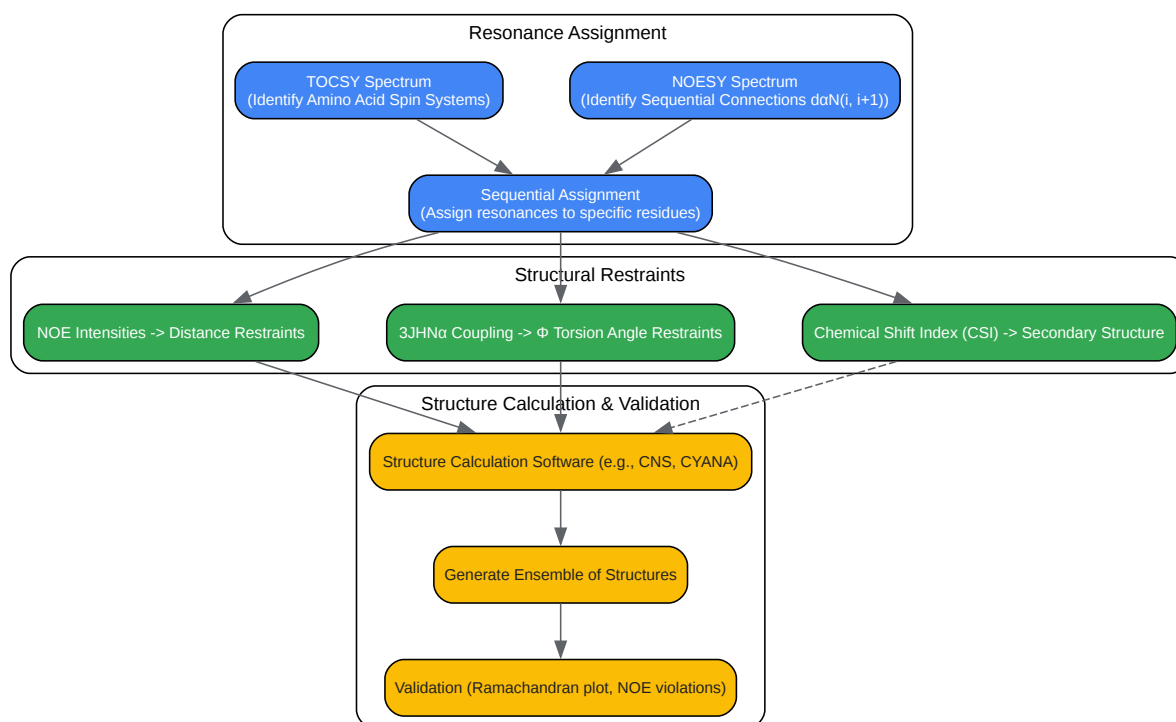 Resonance Assignment
TOCSY Spectrum
(Identify Amino Acid Spin Systems)
NOESY Spectrum
(Identify Sequential Connections dαN(i, i+1))
Sequential Assignment
(Assign resonances to specific residues)
Structural Restraints
NOE Intensities -> Distance Restraints
3JHNα Coupling -> Φ Torsion Angle Restraints
Chemical Shift Index (CSI) -> Secondary Structure
Structure Calculation & Validation
Structure Calculation Software (e.g., CNS, CYANA)
Generate Ensemble of Structures
Validation (Ramachandran plot, NOE violations)